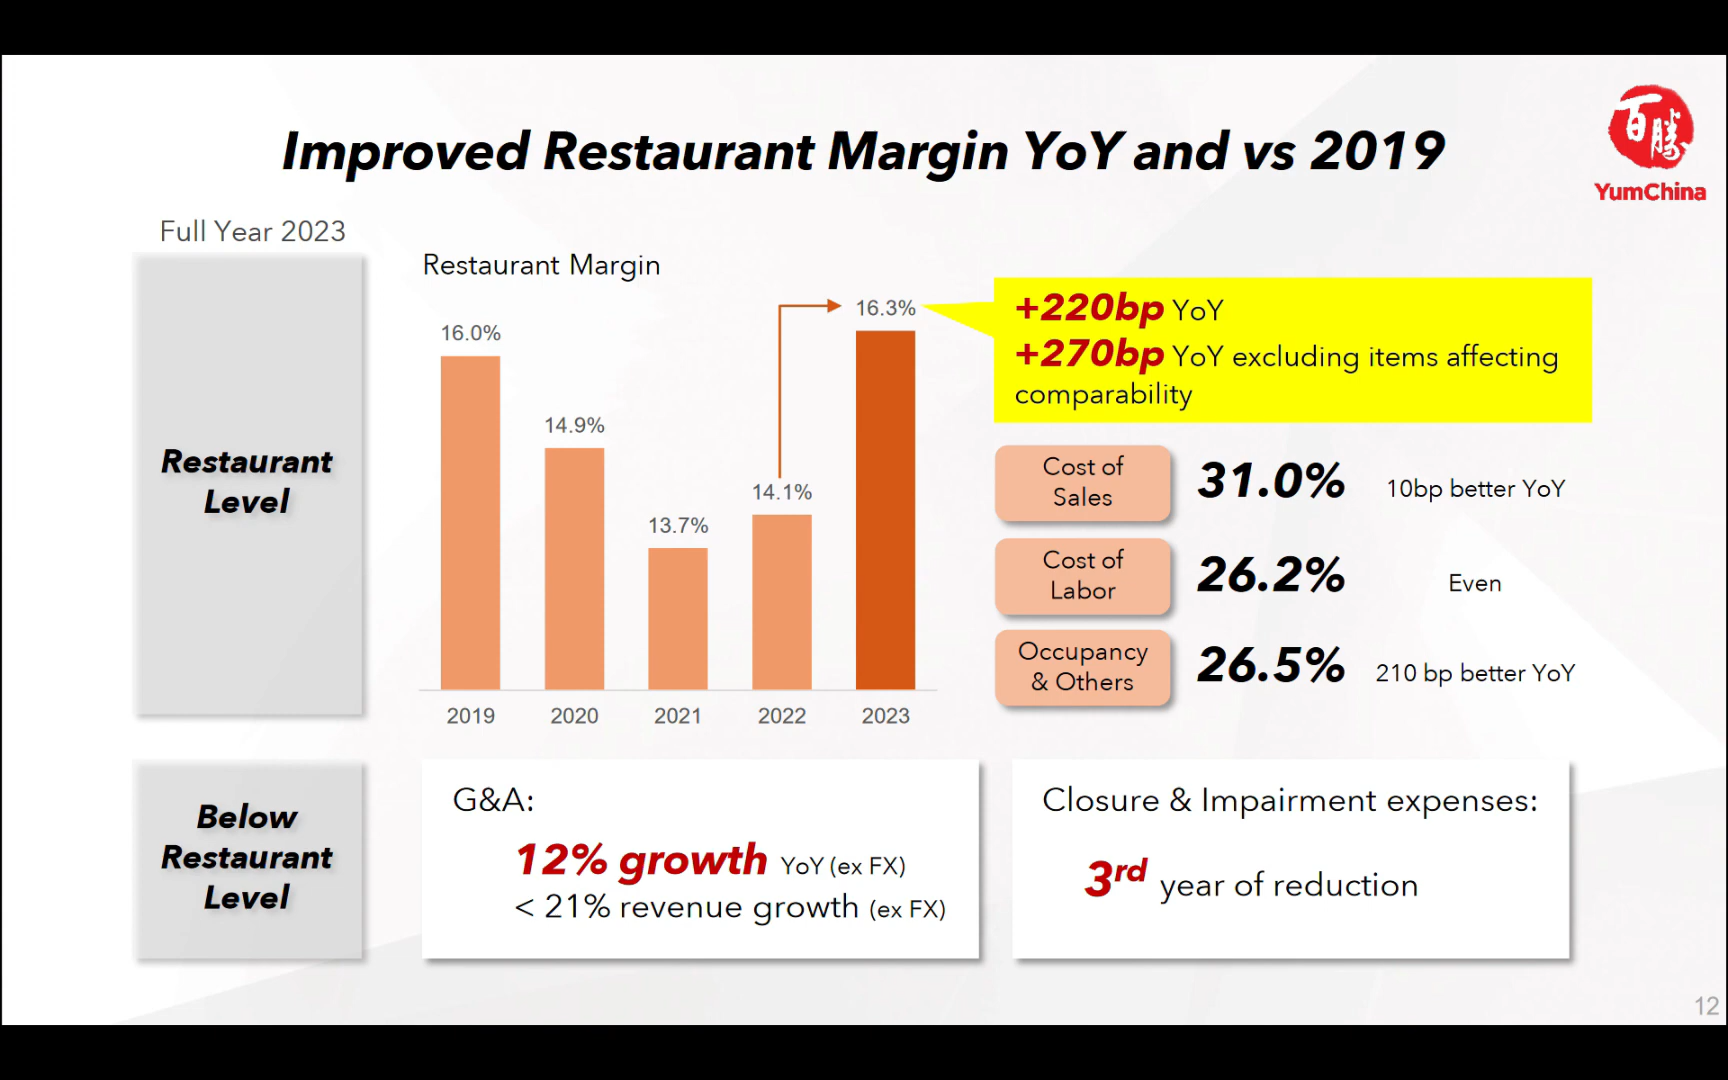 Improved Restaurant Margin YoY and vs 2019
百勝
YumChina
Full Year 2023
Restaurant
Level
Restaurant Margin
16.0%
14.9%
13.7%
14.1%
16.3%
2019
2020
2021
2022
2023
+220bp YoY
+270bp YoY excluding items affecting
comparability
Cost of
Sales
31.0%
10bp better YoY
Cost of
Labor
26.2%
Even
Occupancy
& Others
26.5%
210 bp better YoY
Below
Restaurant
Level
G&A:
12% growth YoY (ex FX)
< 21% revenue growth (ex FX)
Closure & Impairment expenses:
3rd year of reduction
12